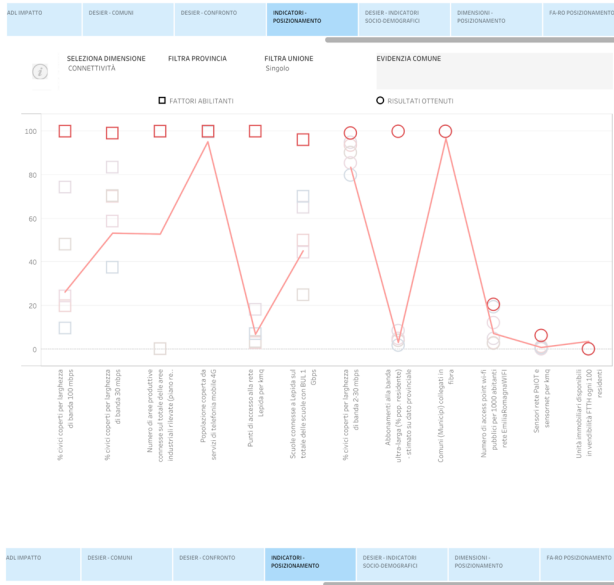 ADL IMPATTO
DESIER - COMUNI
DESIER - CONFRONTO
INDICATORI -
POSIZIONAMENTO
DESIER - INDICATORI
SOCIO-DEMOGRAFICI
DIMENSIONI -
POSIZIONAMENTO
FA-RO POSIZIONAMENTO
SELEZIONA DIMENSIONE
CONNETTIVITÀ
FILTRA PROVINCIA
FILTRA UNIONE
Singolo
EVIDENZIA COMUNE
i
FATTORI ABILITANTI
RISULTATI OTTENUTI
100
80
60
40
20
0
% civici coperti per larghezza
di banda 100 mbps
% civici coperti per larghezza
di banda 30 mbps
Numero di aree produttive
connesse sul totale delle aree
industriali rilevate (piano re..
Popolazione coperta da
servizi di telefonia mobile 4G
Punti di accesso alla rete
Lepida per kmq
Scuole connesse a Lepida sul
totale delle scuole con BUL 1
Gbps
% civici coperti per larghezza
di banda 2-30 mbps
Abbonamenti alla banda
ultra-larga (% pop. residente)
- stimato su dato provinciale
Comuni (Municipi) collegati in
fibra
Numero di access point wi-fi
pubblici per 1000 abitanti
rete EmiliaRomagnaWIFI
Sensori rete PaIOT e
sensornet per kmq
Unità immobiliari disponibili
in vendibilità FTTH ogni 100
residenti
ADL IMPATTO
DESIER - COMUNI
DESIER - CONFRONTO
INDICATORI -
POSIZIONAMENTO
DESIER - INDICATORI
SOCIO-DEMOGRAFICI
DIMENSIONI -
POSIZIONAMENTO
FA-RO POSIZIONAMENTO